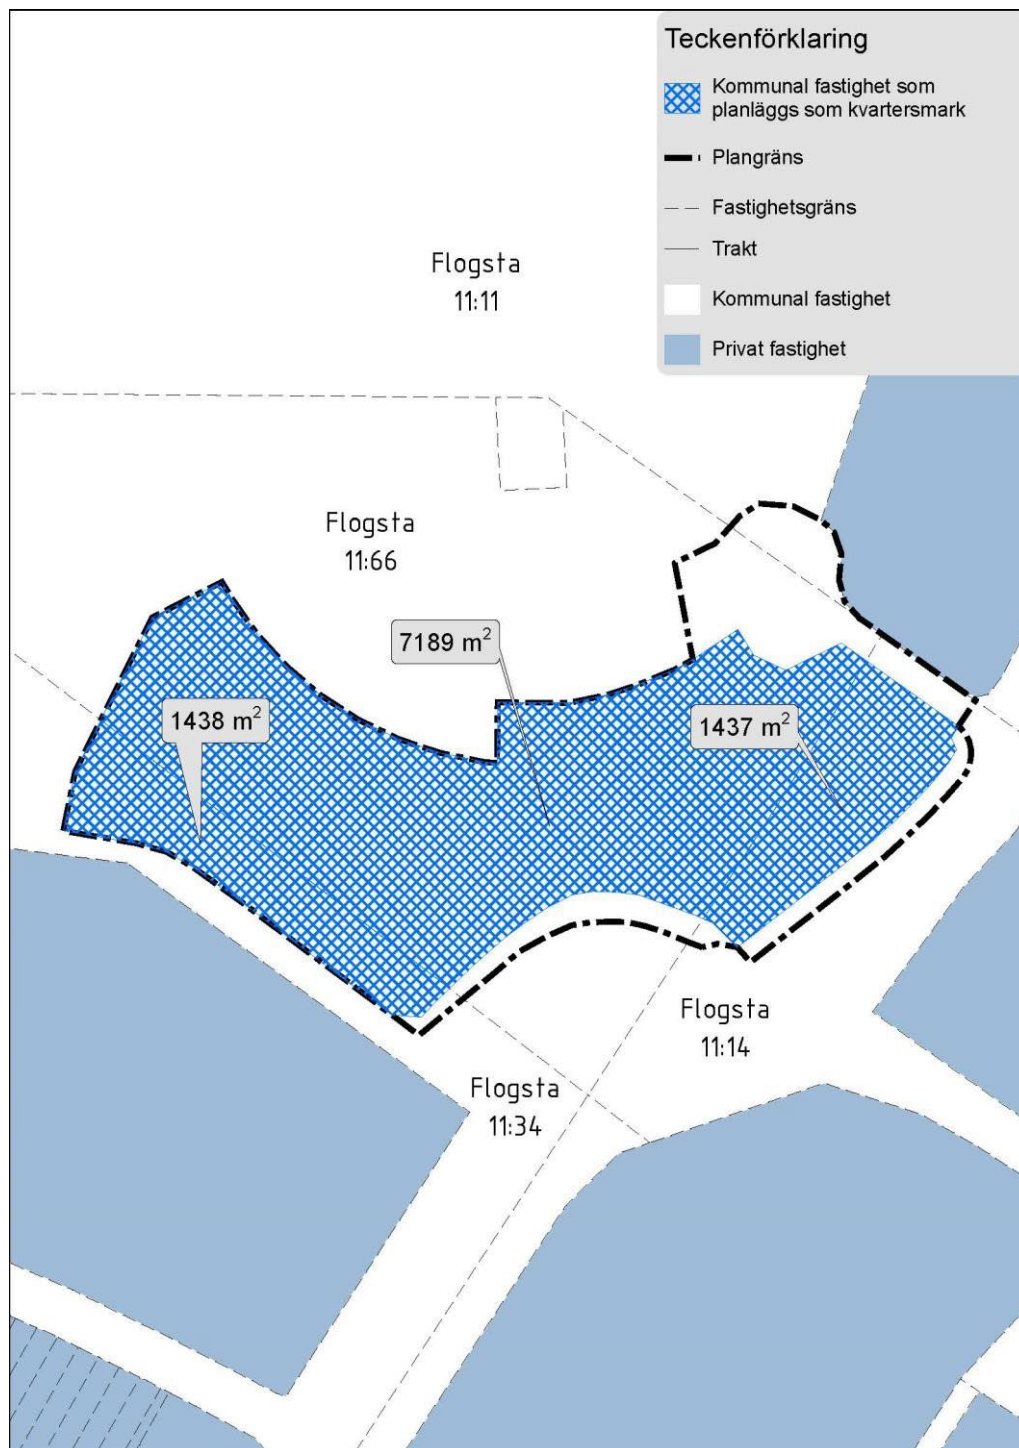 Teckenförklaring
Kommunal fastighet som
planläggs som kvartersmark
Plangräns
Fastighetsgräns
Trakt
Kommunal fastighet
Privat fastighet
Flogsta
11:11
Flogsta
11:66
7189 m²
1438 m²
1437 m²
Flogsta
11:14
Flogsta
11:34